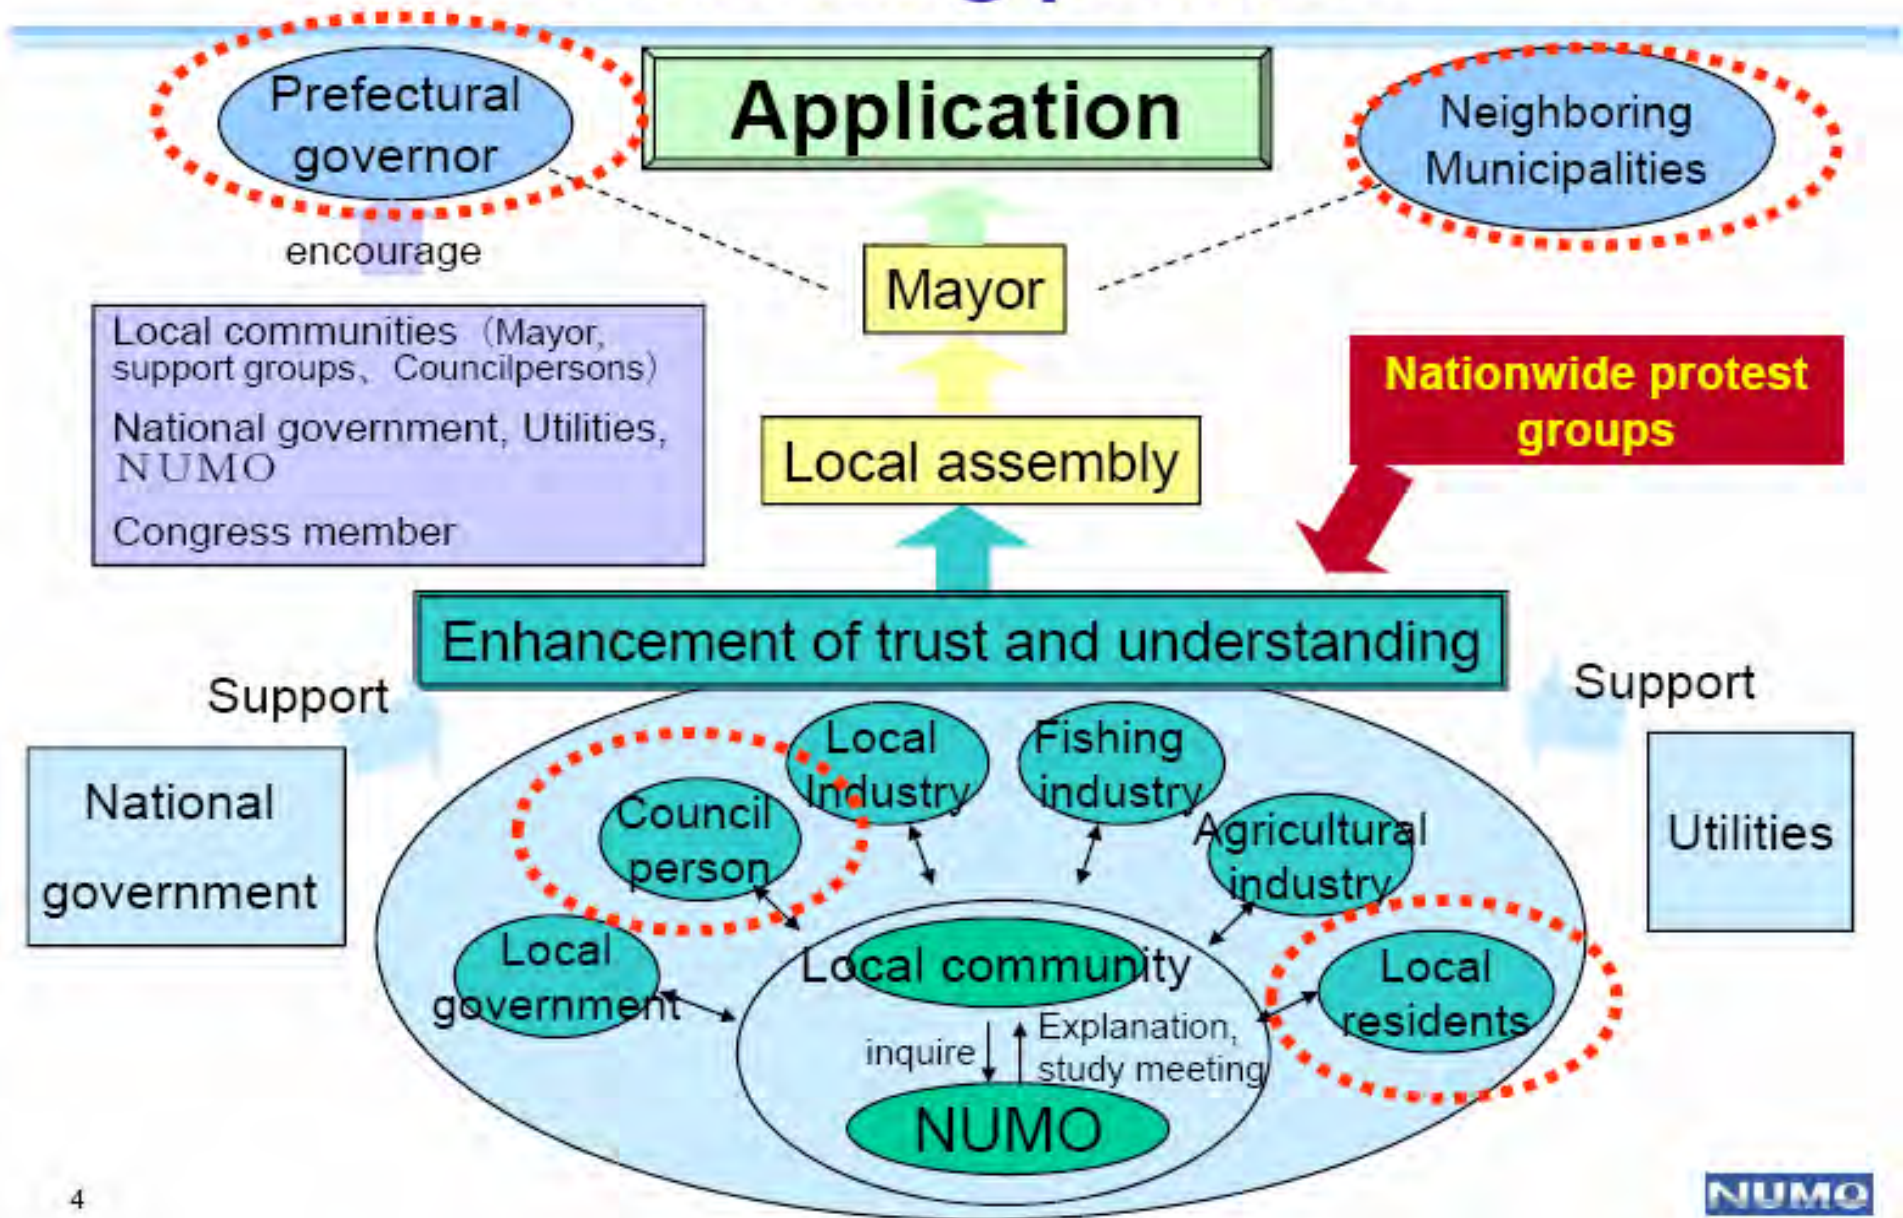 Prefectural
governor
Application
Neighboring
Municipalities
encourage
Mayor
Local communities（Mayor,
support groups、Councilpersons）
National government, Utilities,
ＮＵＭＯ
Congress member
Nationwide protest
groups
Local assembly
Enhancement of trust and understanding
Support
Support
National
government
Utilities
Local
Industry
Fishing
industry
Council
person
Agricultural
industry
Local
government
Local community
Local
residents
inquire
Explanation,
study meeting
NUMO
4
NUMO